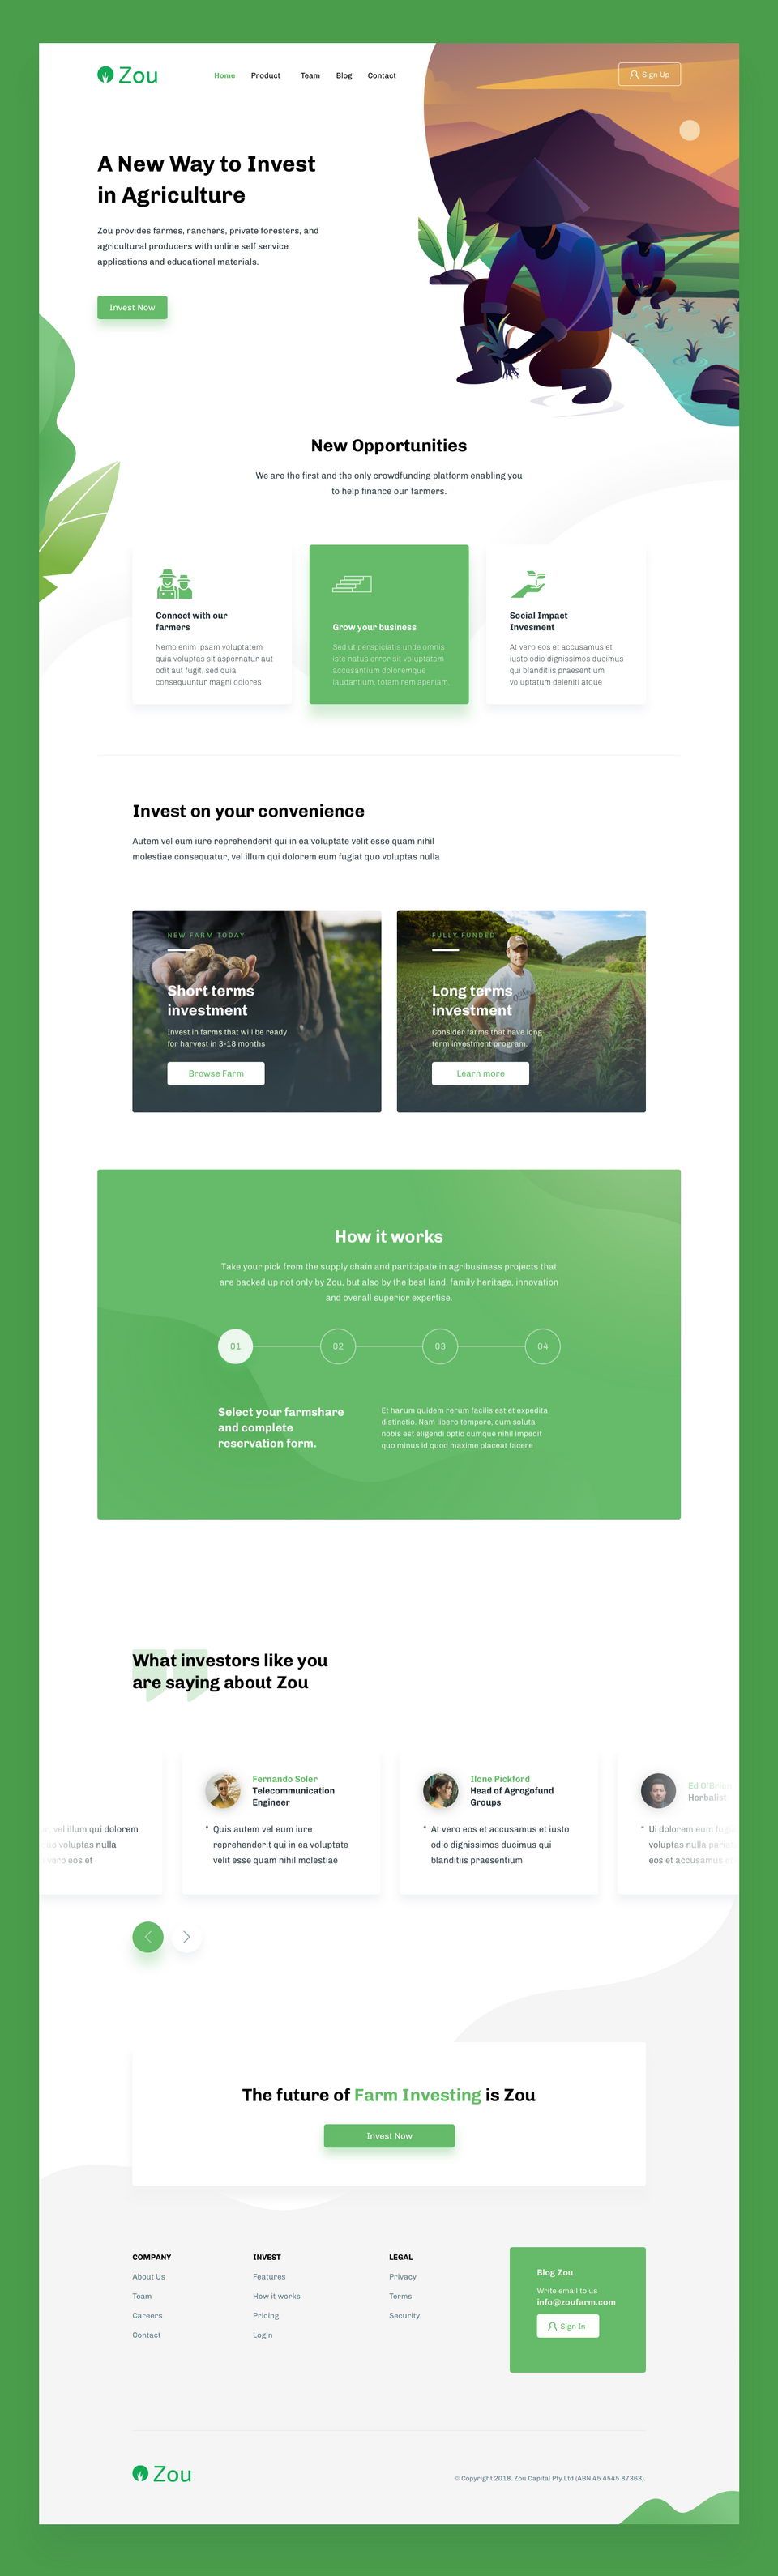 Zou
Home Product Team Blog Contact
Sign Up
A New Way to Invest
in Agriculture
Zou provides farmes, ranchers, private foresters, and
agricultural producers with online self service
applications and educational materials.
Invest Now
New Opportunities
We are the first and the only crowdfunding platform enabling you
to help finance our farmers.
Connect with our
farmers
Nemo enim ipsam voluptatem
quia voluptas sit aspernatur aut
odit aut fugit, sed quia
consequuntur magni dolores
Grow your business
Sed ut perspiciatis unde omnis
iste natus error sit voluptatem
accusantium doloremque
laudantium, totam rem aperiam,
Social Impact
Invesment
At vero eos et accusamus et
iusto odio dignissimos ducimus
qui blanditiis praesentium
voluptatum deleniti atque
Invest on your convenience
Autem vel eum iure reprehenderit qui in ea voluptate velit esse quam nihil
molestiae consequatur, vel illum qui dolorem eum fugiat quo voluptas nulla
NEW FARM TODAY
Short terms
investment
Invest in farms that will be ready
for harvest in 3-18 months
Browse Farm
FULLY FUNDED
Long terms
investment
Consider farms that have long-
term investment program.
Learn more
How it works
Take your pick from the supply chain and participate in agribusiness projects that
are backed up not only by Zou, but also by the best land, family heritage, innovation
and overall superior expertise.
01 02 03 04
Select your farmshare
and complete
reservation form.
Et harum quidem rerum facilis est et expedita
distinctio. Nam libero tempore, cum soluta
nobis est eligendi optio cumque nihil impedit
quo minus id quod maxime placeat facere
What investors like you
are saying about Zou
vel illum qui dolorem
voluptas nulla
vero eos et
Fernando Soler
Telecommunication
Engineer
" Quis autem vel eum iure
reprehenderit qui in ea voluptate
velit esse quam nihil molestiae
Ilone Pickford
Head of Agrogofund
Groups
" At vero eos et accusamus et iusto
odio dignissimos ducimus qui
blanditiis praesentium
Herbalist
" Ui dolorem eum
voluptas nulla
eos et accusamus
The future of Farm Investing is Zou
Invest Now
COMPANY
About Us
Team
Careers
Contact
INVEST
Features
How it works
Pricing
Login
LEGAL
Privacy
Terms
Security
Blog Zou
Write email to us
info@zoufarm.com
Sign In
Zou
© Copyright 2018. Zou Capital Pty Ltd (ABN 45 4545 87363).